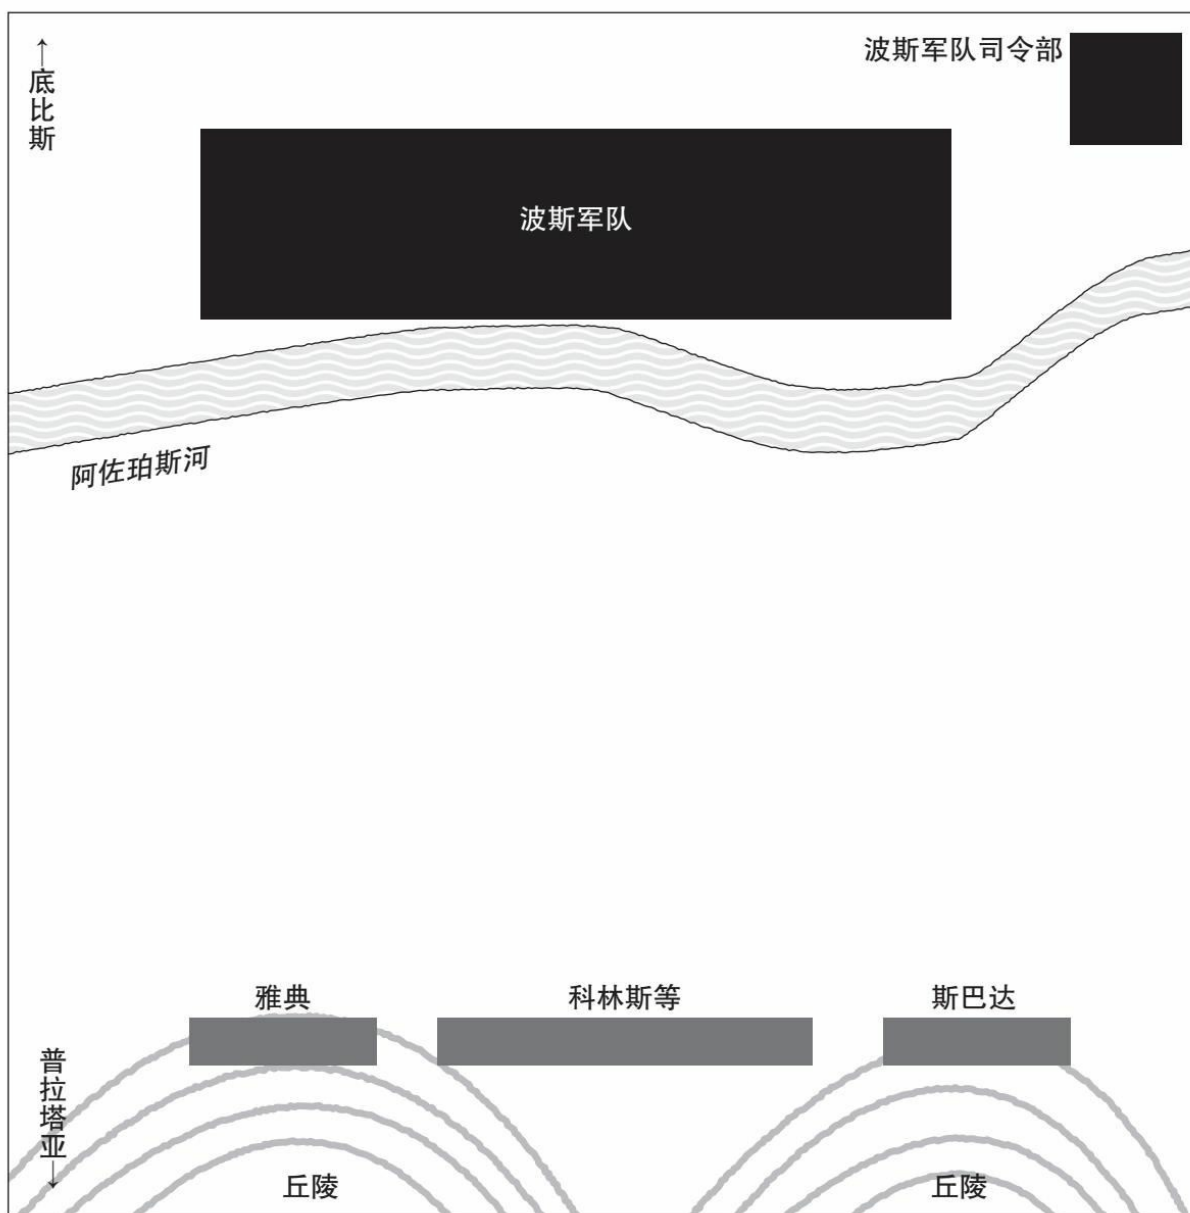 ↑底比斯
波斯军队司令部
波斯军队
阿佐珀斯河
雅典
科林斯等
斯巴达
普拉塔亚↓
丘陵
丘陵